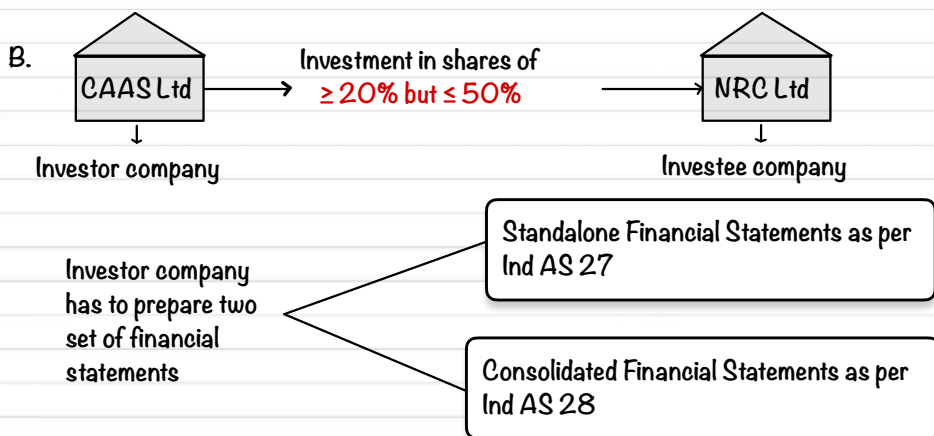 B.
CAAS Ltd
Investment in shares of
≥ 20% but ≤ 50%
NRC Ltd
Investor company
Investee company
Investor company
has to prepare two
set of financial
statements
Standalone Financial Statements as per
Ind AS 27
Consolidated Financial Statements as per
Ind AS 28